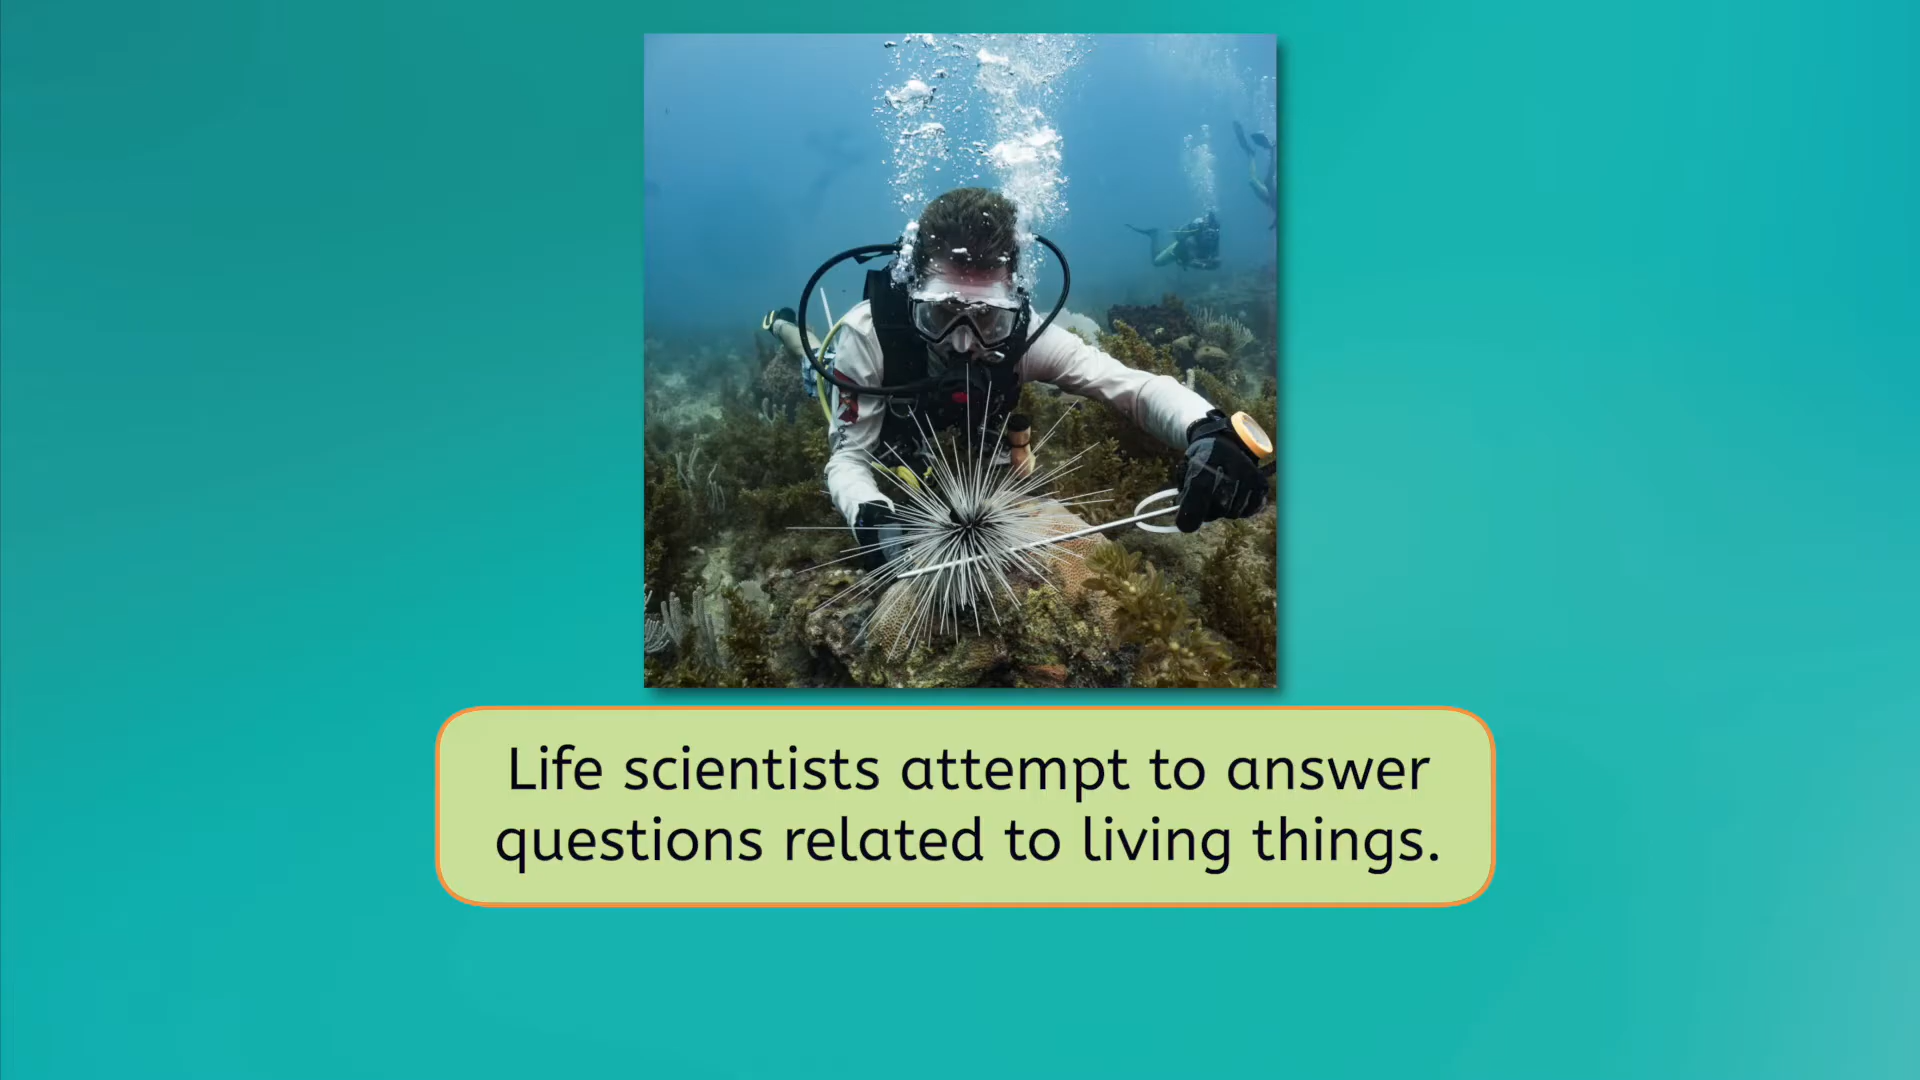 Life scientists attempt to answer
questions related to living things.